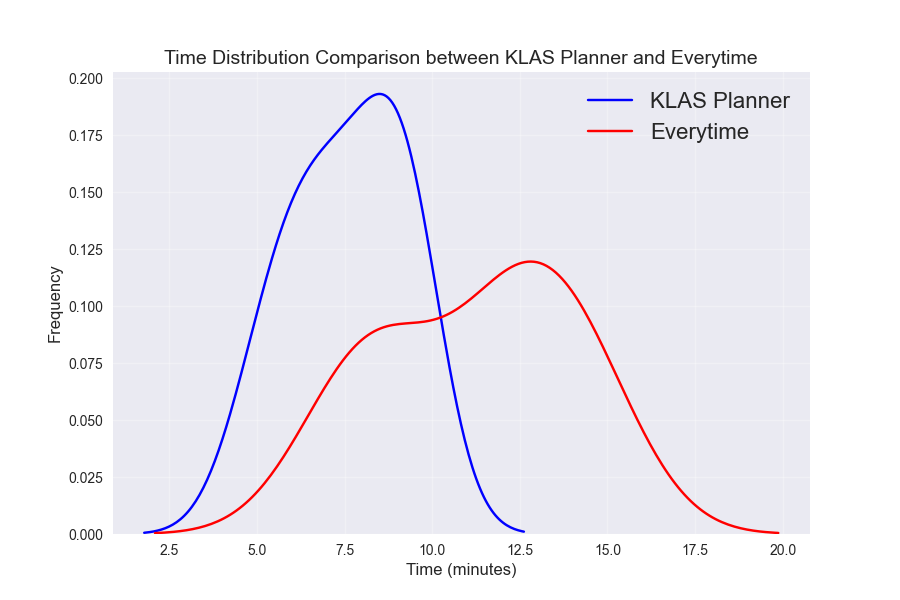 Time Distribution Comparison between KLAS Planner and Everytime
KLAS Planner
Everytime
Frequency
0.200
0.175
0.150
0.125
0.100
0.075
0.050
0.025
0.000
2.5 5.0 7.5 10.0 12.5 15.0 17.5 20.0
Time (minutes)